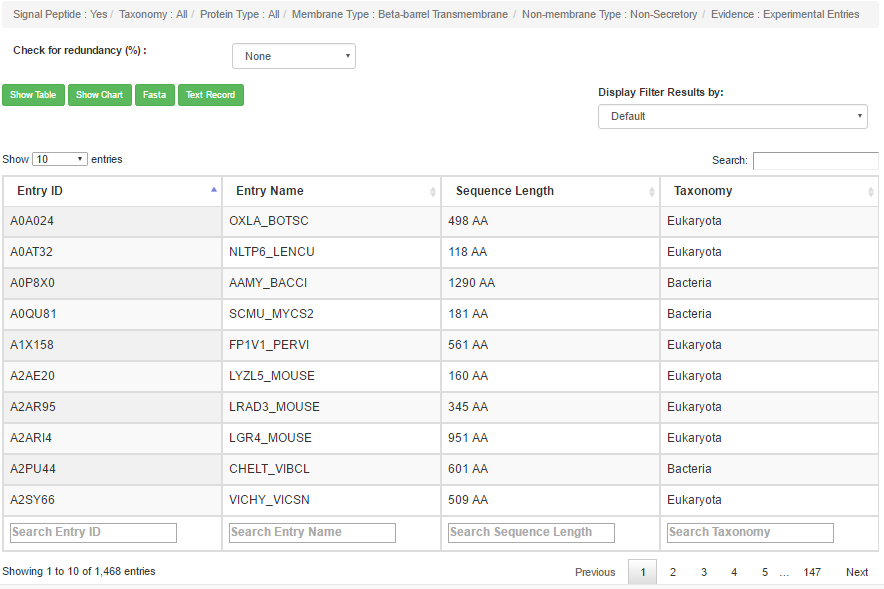 Signal Peptide : Yes / Taxonomy : All / Protein Type : All / Membrane Type : Beta-barrel Transmembrane / Non-membrane Type : Non-Secretory / Evidence : Experimental Entries
Check for redundancy (%) : None
Show Table Show Chart Fasta Text Record
Display Filter Results by:
Default
Show 10 entries Search:
Entry ID Entry Name Sequence Length Taxonomy
A0A024 OXLA_BOTSC 498 AA Eukaryota
A0AT32 NLTP6_LENCU 118 AA Eukaryota
A0P8X0 AAMY_BACCI 1290 AA Bacteria
A0QU81 SCMU_MYCS2 181 AA Bacteria
A1X158 FP1V1_PERVI 561 AA Eukaryota
A2AE20 LYZL5_MOUSE 160 AA Eukaryota
A2AR95 LRAD3_MOUSE 345 AA Eukaryota
A2ARI4 LGR4_MOUSE 951 AA Eukaryota
A2PU44 CHELT_VIBCL 601 AA Bacteria
A2SY66 VICHY_VICSN 509 AA Eukaryota
Search Entry ID Search Entry Name Search Sequence Length Search Taxonomy
Showing 1 to 10 of 1,468 entries Previous 1 2 3 4 5 … 147 Next